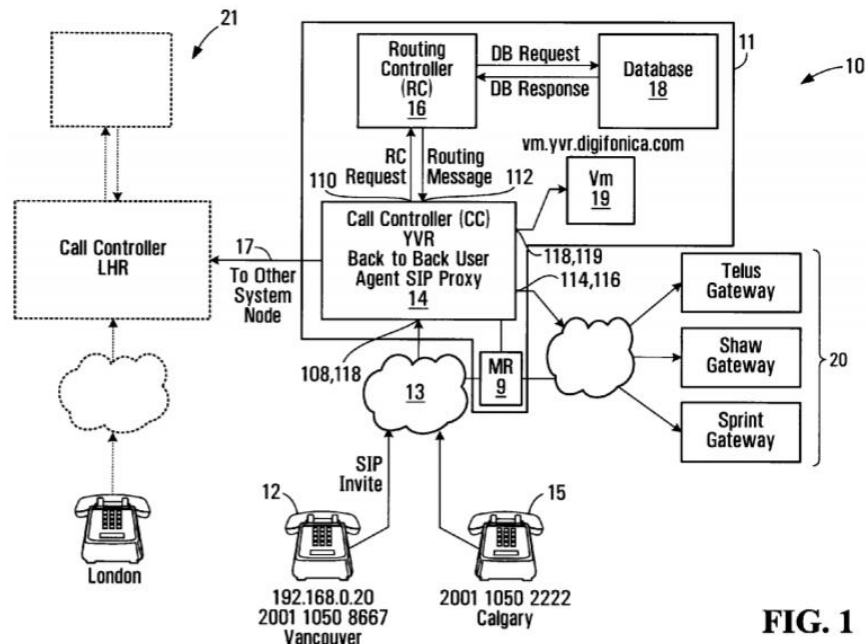 21
Routing
Controller
(RC)
16
DB Request
DB Response
Database
18
11
10
vm.yvr.digifonica.com
RC
Request
Routing
Message
110
112
Vm
19
Call Controller
LHR
17
To Other
System
Node
Call Controller (CC)
YVR
Back to Back User
Agent SIP Proxy
14
118,119
114,116
Telus
Gateway
Shaw
Gateway
Sprint
Gateway
20
108,118
13
MR
9
SIP
Invite
12
15
London
192.168.0.20
2001 1050 8667
Vancouver
2001 1050 2222
Calgary
FIG. 1